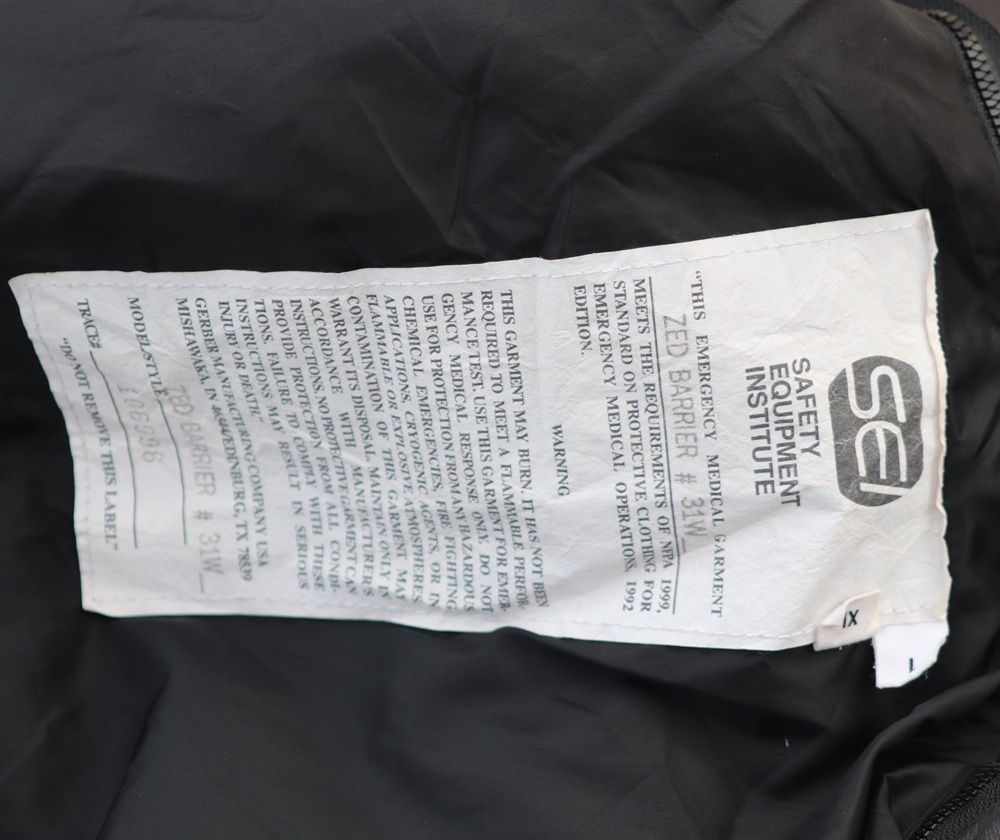 SEI
SAFETY
EQUIPMENT
INSTITUTE
"THIS EMERGENCY MEDICAL GARMENT
ZED BARRIER # 31W
MEETS THE REQUIREMENTS OF NFPA 1999,
STANDARD ON PROTECTIVE CLOTHING FOR
EMERGENCY MEDICAL OPERATIONS, 1992
EDITION.
WARNING
THIS GARMENT MAY BURN. IT HAS NOT BEEN
REQUIRED TO MEET A FLAMMABLE PERFOR-
MANCE TEST. USE THIS GARMENT FOR EMER-
GENCY MEDICAL RESPONSE ONLY. DO NOT
USE FOR PROTECTION FROM ANY HAZARDOUS
CHEMICAL EMERGENCIES, FIRE FIGHTING
APPLICATIONS, CRYOGENIC AGENTS, OR IN
FLAMMABLE OR EXPLOSIVE ATMOSPHERES.
CONTAMINATION OF THIS GARMENT MAY
WARRANT ITS DISPOSAL. MAINTAIN ONLY IN
ACCORDANCE WITH MANUFACTURER'S
INSTRUCTIONS. NO PROTECTIVE GARMENT CAN
PROVIDE PROTECTION FROM ALL CONDI-
TIONS. FAILURE TO COMPLY WITH THESE
INSTRUCTIONS MAY RESULT IN SERIOUS
INJURY OR DEATH.
GERBER MANUFACTURING COMPANY USA
MISHAWAKA, IN 46544/EDINBURG, TX 78539
MODEL/STYLE ZED BARRIER # 31W
TRACE# 106996
"DO NOT REMOVE THIS LABEL"
XL
L